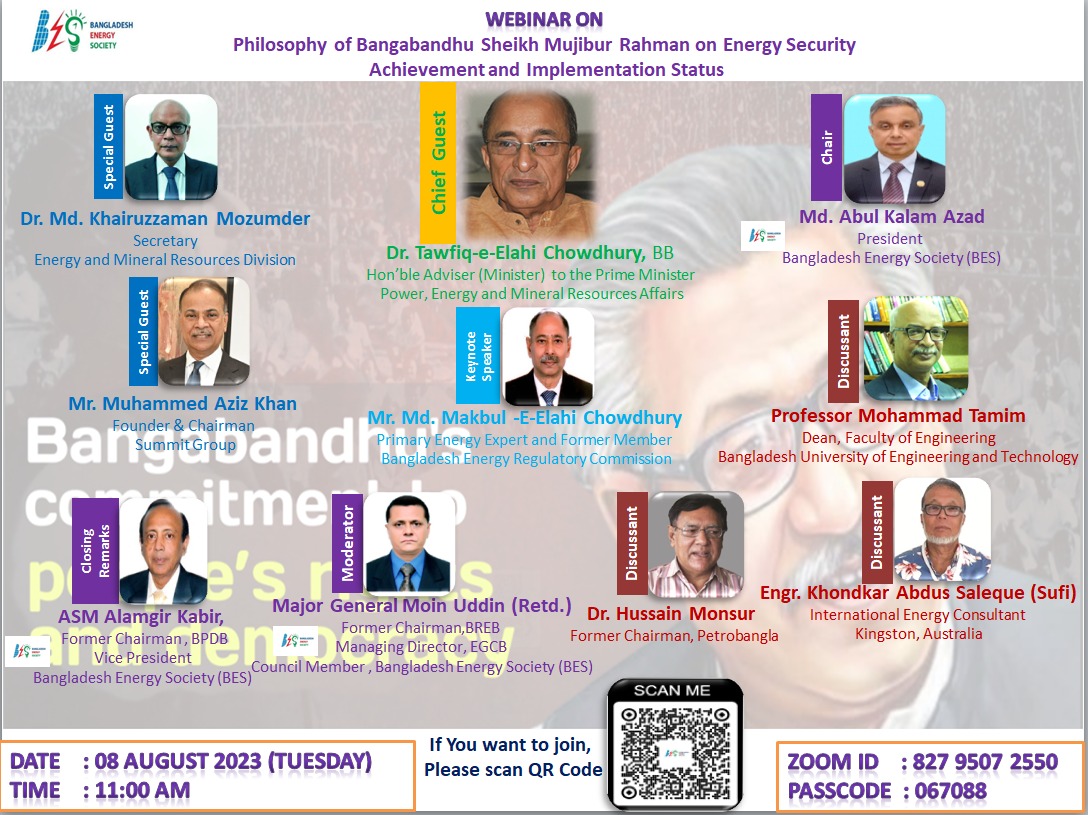 BANGLADESH
ENERGY
SOCIETY
WEBINAR ON
Philosophy of Bangabandhu Sheikh Mujibur Rahman on Energy Security
Achievement and Implementation Status
Special Guest
Dr. Md. Khairuzzaman Mozumder
Secretary
Energy and Mineral Resources Division
Chief Guest
Dr. Tawfiq-e-Elahi Chowdhury, BB
Hon'ble Adviser (Minister) to the Prime Minister
Power, Energy and Mineral Resources Affairs
Chair
Md. Abul Kalam Azad
President
Bangladesh Energy Society (BES)
Special Guest
Mr. Muhammed Aziz Khan
Founder & Chairman
Summit Group
Keynote
Speaker
Mr. Md. Makbul -E-Elahi Chowdhury
Primary Energy Expert and Former Member
Bangladesh Energy Regulatory Commission
Discussant
Professor Mohammad Tamim
Dean, Faculty of Engineering
Bangladesh University of Engineering and Technology
Bangabandhu's
commitment to
people's
and democracy
Closing
Remarks
ASM Alamgir Kabir,
Former Chairman , BPDB
Vice President
Bangladesh Energy Society (BES)
Moderator
Major General Moin Uddin (Retd.)
Former Chairman,BREB
Managing Director, EGCB
Council Member , Bangladesh Energy Society (BES)
Discussant
Dr. Hussain Monsur
Former Chairman, Petrobangla
Discussant
Engr. Khondkar Abdus Saleque (Sufi)
International Energy Consultant
Kingston, Australia
DATE : 08 AUGUST 2023 (TUESDAY)
TIME : 11:00 AM
If You want to join,
Please scan QR Code
SCAN ME
ZOOM ID : 827 9507 2550
PASSCODE : 067088